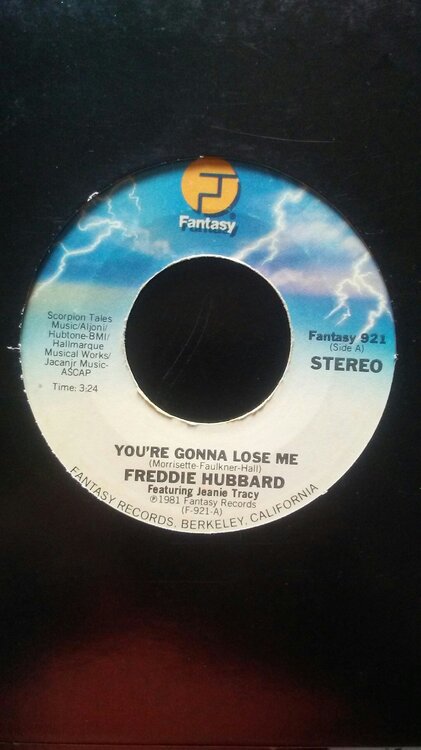 Fantasy
Scorpion Tales
Music/Aljoni/
Hubtone-BMI/
Hallmarque
Musical Works/
Jacanjr Music-
ASCAP
Time: 3:24
Fantasy 921
(Side A)
STEREO
YOU'RE GONNA LOSE ME
(Morrisette-Faulkner-Hall)
FREDDIE HUBBARD
Featuring Jeanie Tracy
℗1981 Fantasy Records
(F-921-A)
FANTASY RECORDS, BERKELEY, CALIFORNIA